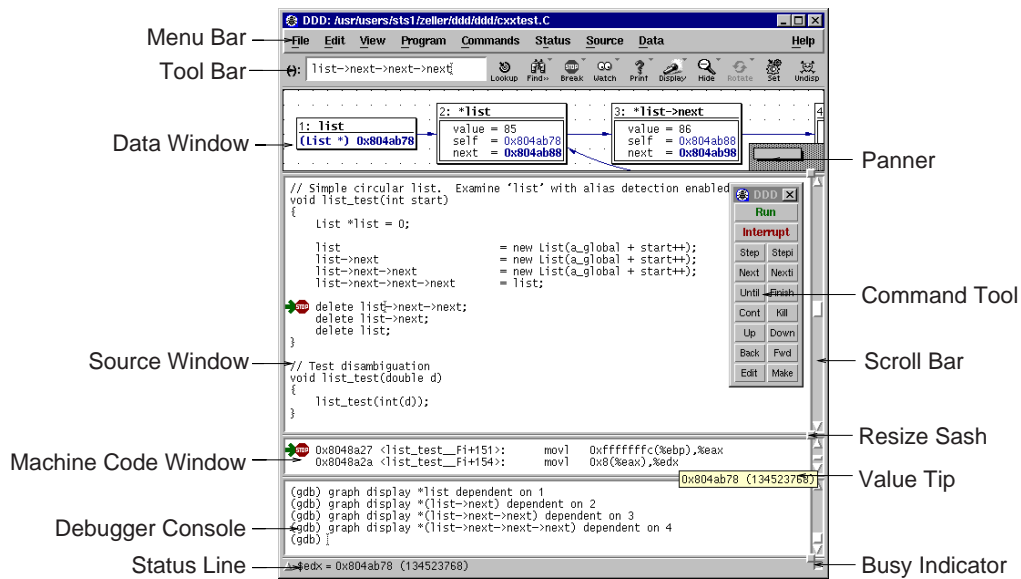 DDD: /usr/users/sts1/zeller/ddd/ddd/cxxtest.C
Menu Bar
File Edit View Program Commands Status Source Data Help
Tool Bar
(): list->next->next->next
Lookup Find>> Break Watch Print Display Hide Rotate Set Undisp
Data Window
1: list
(List *) 0x804ab78
2: *list
value = 85
self = 0x804ab78
next = 0x804ab88
3: *list->next
value = 86
self = 0x804ab88
next = 0x804ab98
4
Panner
// Simple circular list. Examine 'list' with alias detection enabled
void list_test(int start)
{
List *list = 0;
list = new List(a_global + start++);
list->next = new List(a_global + start++);
list->next->next = new List(a_global + start++);
list->next->next->next = list;
STOP delete list->next->next;
delete list->next;
delete list;
}
Source Window
// Test disambiguation
void list_test(double d)
{
list_test(int(d));
}
DDD
Run
Interrupt
Step Stepi
Next Nexti
Until Finish
Cont Kill
Up Down
Back Fwd
Edit Make
Command Tool
Scroll Bar
Resize Sash
Machine Code Window
STOP 0x8048a27 <list_test__Fi+151>: movl 0xfffffffc(%ebp),%eax
0x8048a2a <list_test__Fi+154>: movl 0x8(%eax),%edx
0x804ab78 (134523768)
Value Tip
Debugger Console
(gdb) graph display *list dependent on 1
(gdb) graph display *(list->next) dependent on 2
(gdb) graph display *(list->next->next) dependent on 3
(gdb) graph display *(list->next->next->next) dependent on 4
(gdb)
Status Line
$edx = 0x804ab78 (134523768)
Busy Indicator